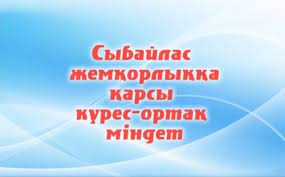 Сыбайлас
жемқорлыққа
қарсы
күрес-ортақ
міндет